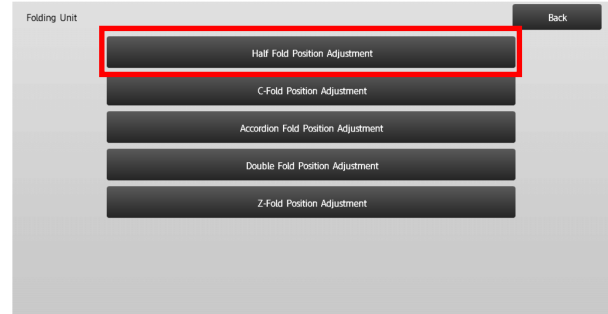 Folding Unit
Back
Half Fold Position Adjustment
C-Fold Position Adjustment
Accordion Fold Position Adjustment
Double Fold Position Adjustment
Z-Fold Position Adjustment